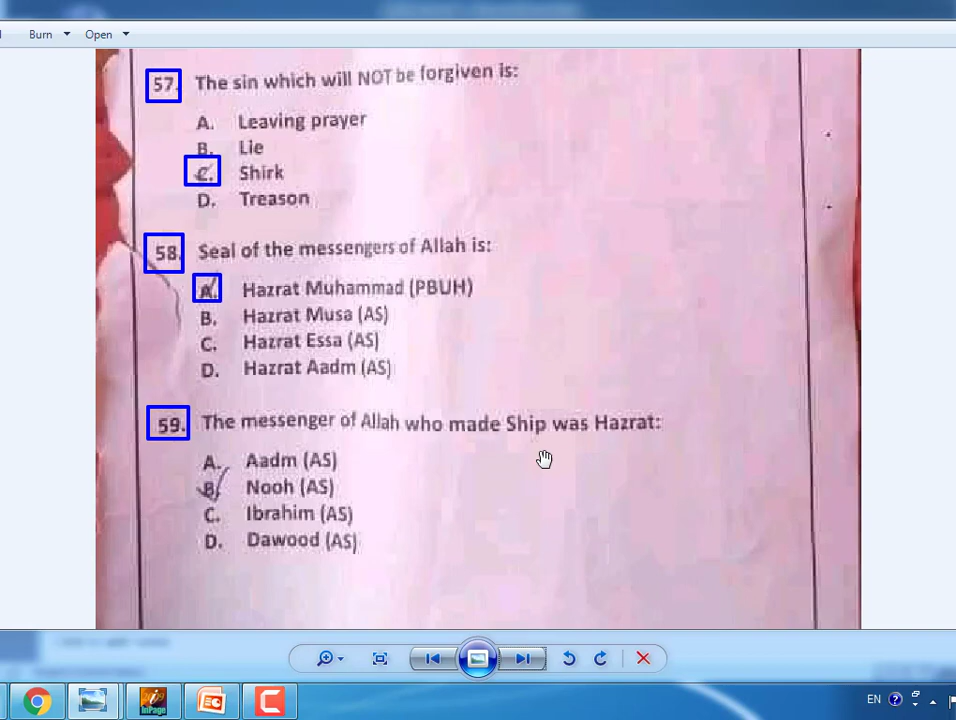 Burn Open
57. The sin which will NOT be forgiven is:
A. Leaving prayer
B. Lie
C. Shirk
D. Treason
58. Seal of the messengers of Allah is:
A. Hazrat Muhammad (PBUH)
B. Hazrat Musa (AS)
C. Hazrat Essa (AS)
D. Hazrat Aadm (AS)
59. The messenger of Allah who made Ship was Hazrat:
A. Aadm (AS)
B. Nooh (AS)
C. Ibrahim (AS)
D. Dawood (AS)
InPage
EN